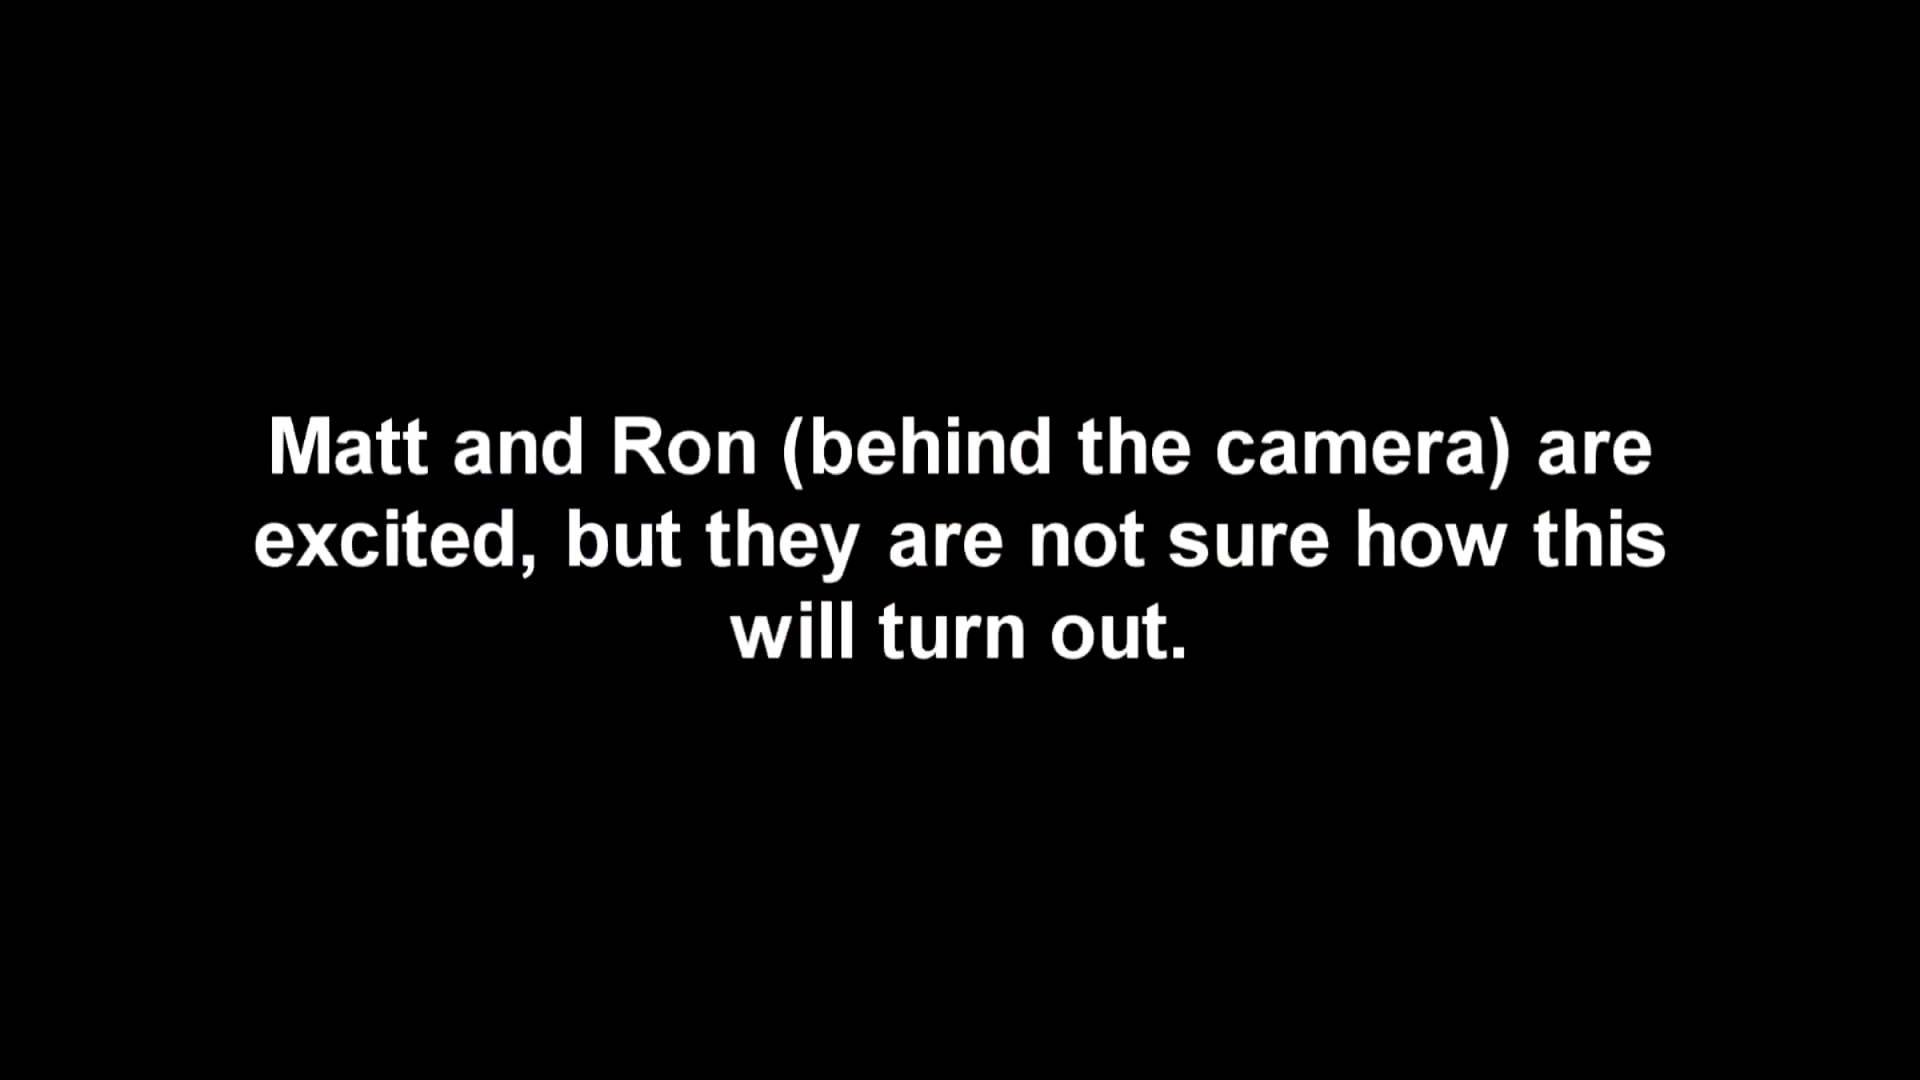 Matt and Ron (behind the camera) are
excited, but they are not sure how this
will turn out.